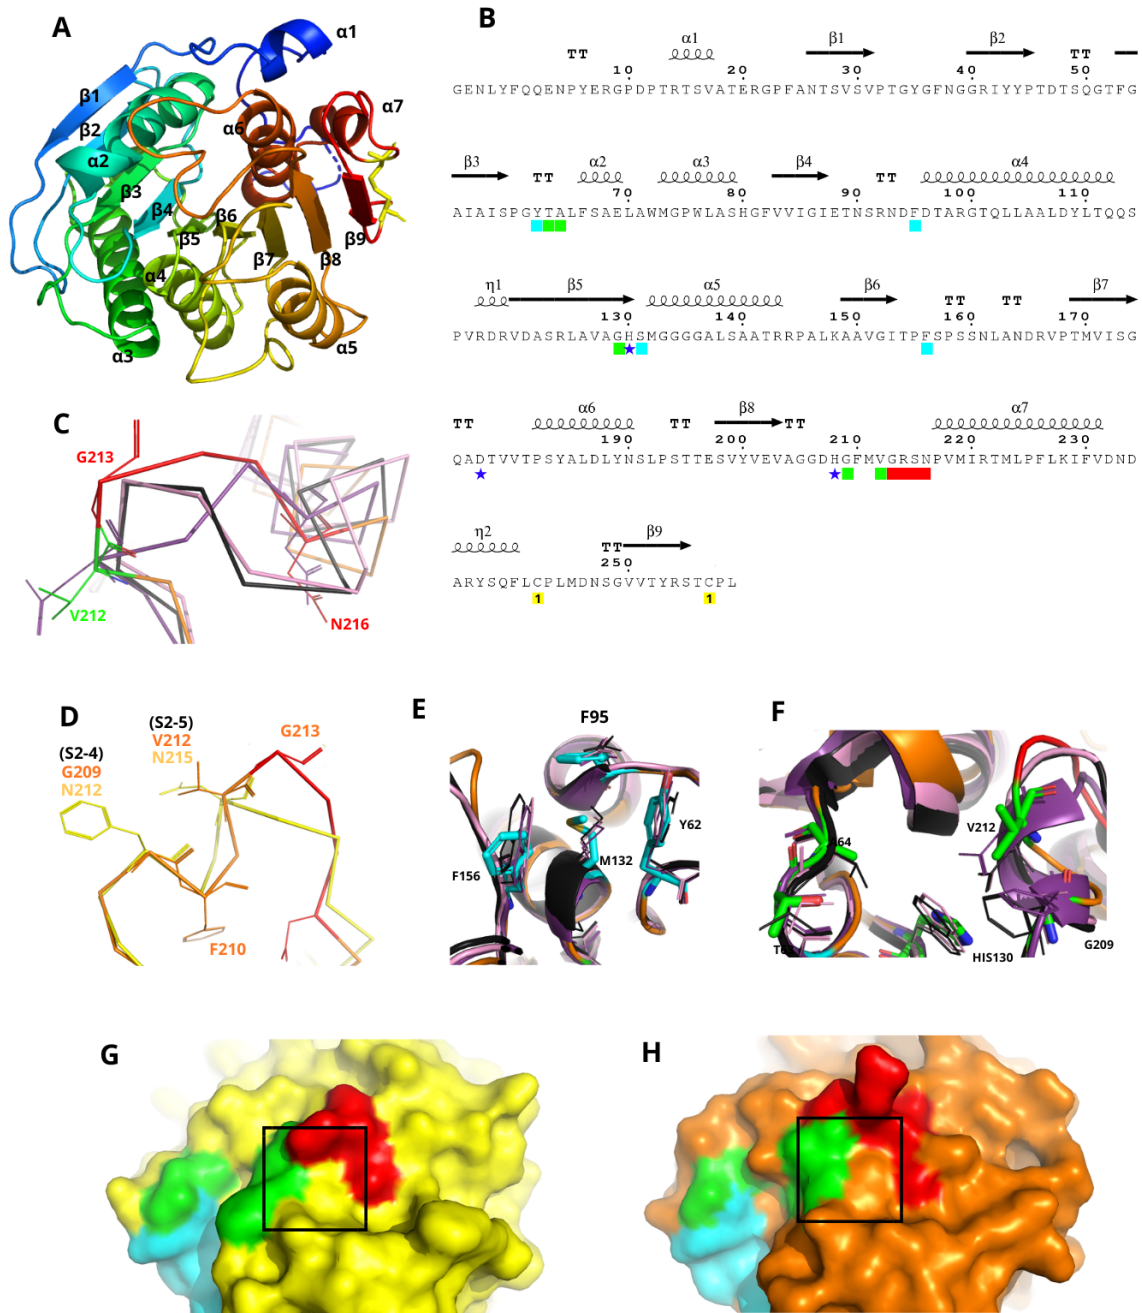 A
α1
β1
β2
α2
β3
β4
α6
α7
β6
β5
β7
β8
β9
α4
α3
α5
B
TT α1 β1 β2 TT
10 20 30 40 50
GENLYFQQENPYERGPDPTRTSVATERGPFANTSVSVPTGYGFNGGRIYYPTDTSQGTFG
β3 TT α2 α3 β4 TT α4
70 80 90 100 110
AIAISPGYTALFSAELAWMGPWLASHGFVVIGIETNSRNDFDTARGTQLLAALDYLTQQS
η1 β5 α5 β6 TT TT β7
130 140 150 160 170
PVRDRVDASRLAVAGHSMGGGGALSAATRRPALKAAVGITPFSPSSNLANDRVPTMVISG
TT α6 TT β8 TT α7
190 200 210 220 230
QADTVVTPSYALDLYNSLPSTTESVYVEVAGGDHGFMVGRSNPVMIRTMLPFLKIFVDND
η2 TT β9
250
ARYSQFLCPLMDNSGVVTYRSTCPL
1 1
C
G213
V212
N216
D
(S2-4)
G209
N212
(S2-5)
V212
N215
G213
F210
E
F95
Y62
M132
F156
F
V212
A64
T63
HIS130
G209
G
H